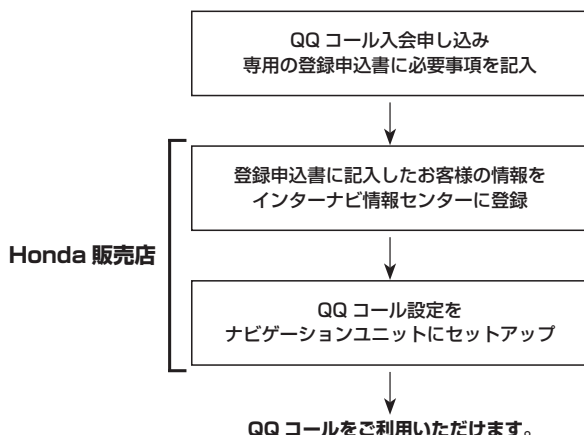 QQ コール入会申し込み
専用の登録申込書に必要事項を記入
登録申込書に記入したお客様の情報を
インターナビ情報センターに登録
Honda 販売店
QQ コール設定を
ナビゲーションユニットにセットアップ
QQ コールをご利用いただけます。